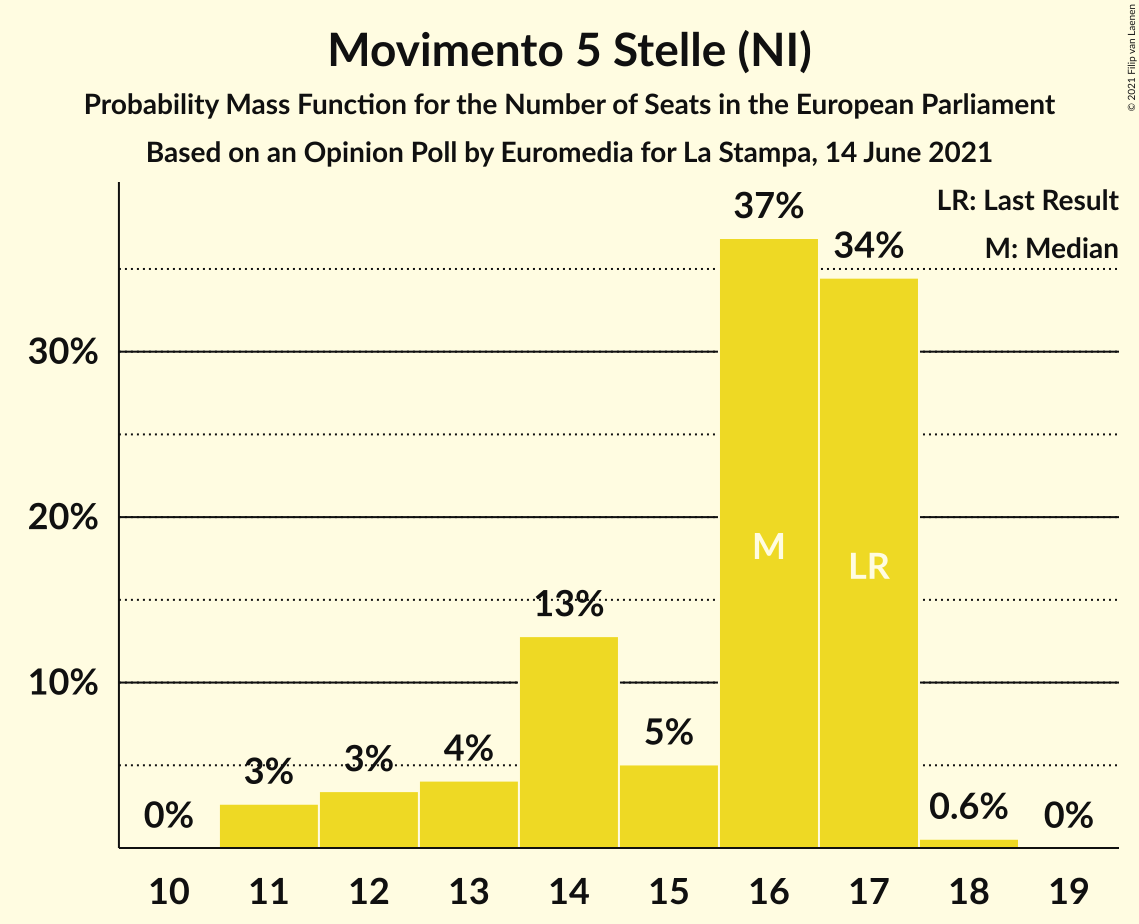 Movimento 5 Stelle (NI)
Probability Mass Function for the Number of Seats in the European Parliament
Based on an Opinion Poll by Euromedia for La Stampa, 14 June 2021
© 2021 Filip van Laenen
LR: Last Result
M: Median
37%
34%
30%
20%
M
LR
13%
10%
5%
4%
3%
3%
0%
0.6%
0%
10 11 12 13 14 15 16 17 18 19